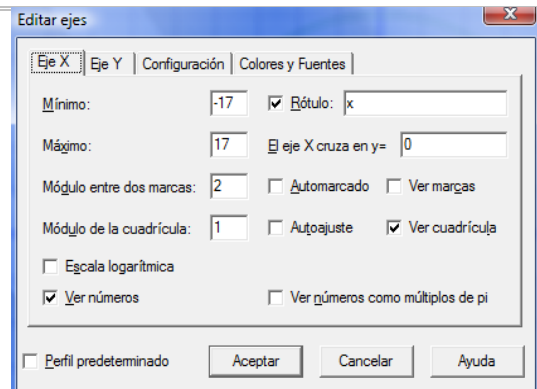 Editar ejes
Eje X Eje Y Configuración Colores y Fuentes
Mínimo: -17 Rótulo: x
Máximo: 17 El eje X cruza en y= 0
Módulo entre dos marcas: 2 Automarcado Ver marcas
Módulo de la cuadrícula: 1 Autoajuste Ver cuadrícula
Escala logarítmica
Ver números Ver números como múltiplos de pi
Perfil predeterminado Aceptar Cancelar Ayuda